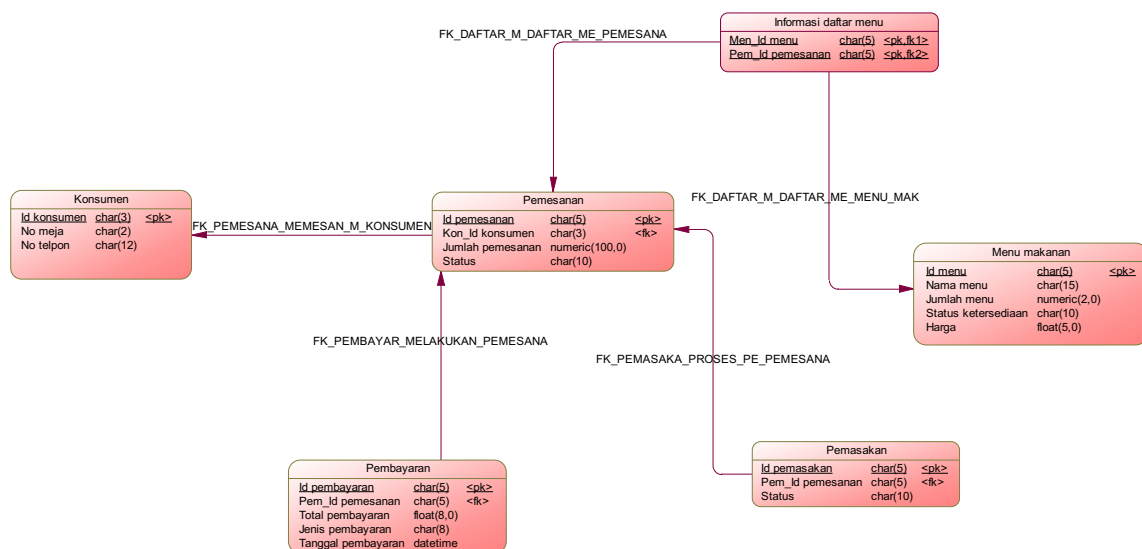 Informasi daftar menu
Men_Id menu char(5) <pk,fk1>
Pem_Id pemesanan char(5) <pk,fk2>
FK_DAFTAR_M_DAFTAR_ME_PEMESANA
FK_DAFTAR_M_DAFTAR_ME_MENU_MAK
Konsumen
Id konsumen char(3) <pk>
No meja char(2)
No telpon char(12)
FK_PEMESANA_MEMESAN_M_KONSUMEN
Pemesanan
Id pemesanan char(5) <pk>
Kon_Id konsumen char(3) <fk>
Jumlah pemesanan numeric(100,0)
Status char(10)
Menu makanan
Id menu char(5) <pk>
Nama menu char(15)
Jumlah menu numeric(2,0)
Status ketersediaan char(10)
Harga float(5,0)
FK_PEMBAYAR_MELAKUKAN_PEMESANA
FK_PEMASAKA_PROSES_PE_PEMESANA
Pembayaran
Id pembayaran char(5) <pk>
Pem_Id pemesanan char(5) <fk>
Total pembayaran float(8,0)
Jenis pembayaran char(8)
Tanggal pembayaran datetime
Pemasakan
Id pemasakan char(5) <pk>
Pem_Id pemesanan char(5) <fk>
Status char(10)